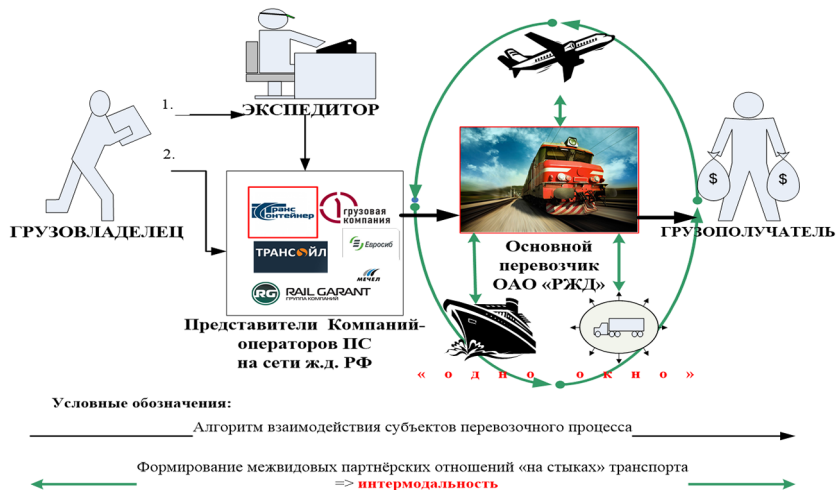 1.
ЭКСПЕДИТОР
2.
ГРУЗОВЛАДЕЛЕЦ
ТРАНС КОНТЕЙНЕР
1 грузовая
компания
ТРАНСОЙЛ
Евросиб
МЕЧЕЛ
RG RAIL GARANT
ГРУППА КОМПАНИЙ
Представители Компаний-
операторов ПС
на сети ж.д. РФ
Основной
перевозчик
ОАО «РЖД»
$ $
ГРУЗОПОЛУЧАТЕЛЬ
« о д н о о к н о »
Условные обозначения:
Алгоритм взаимодействия субъектов перевозочного процесса
Формирование межвидовых партнёрских отношений «на стыках» транспорта
=> интермодальность